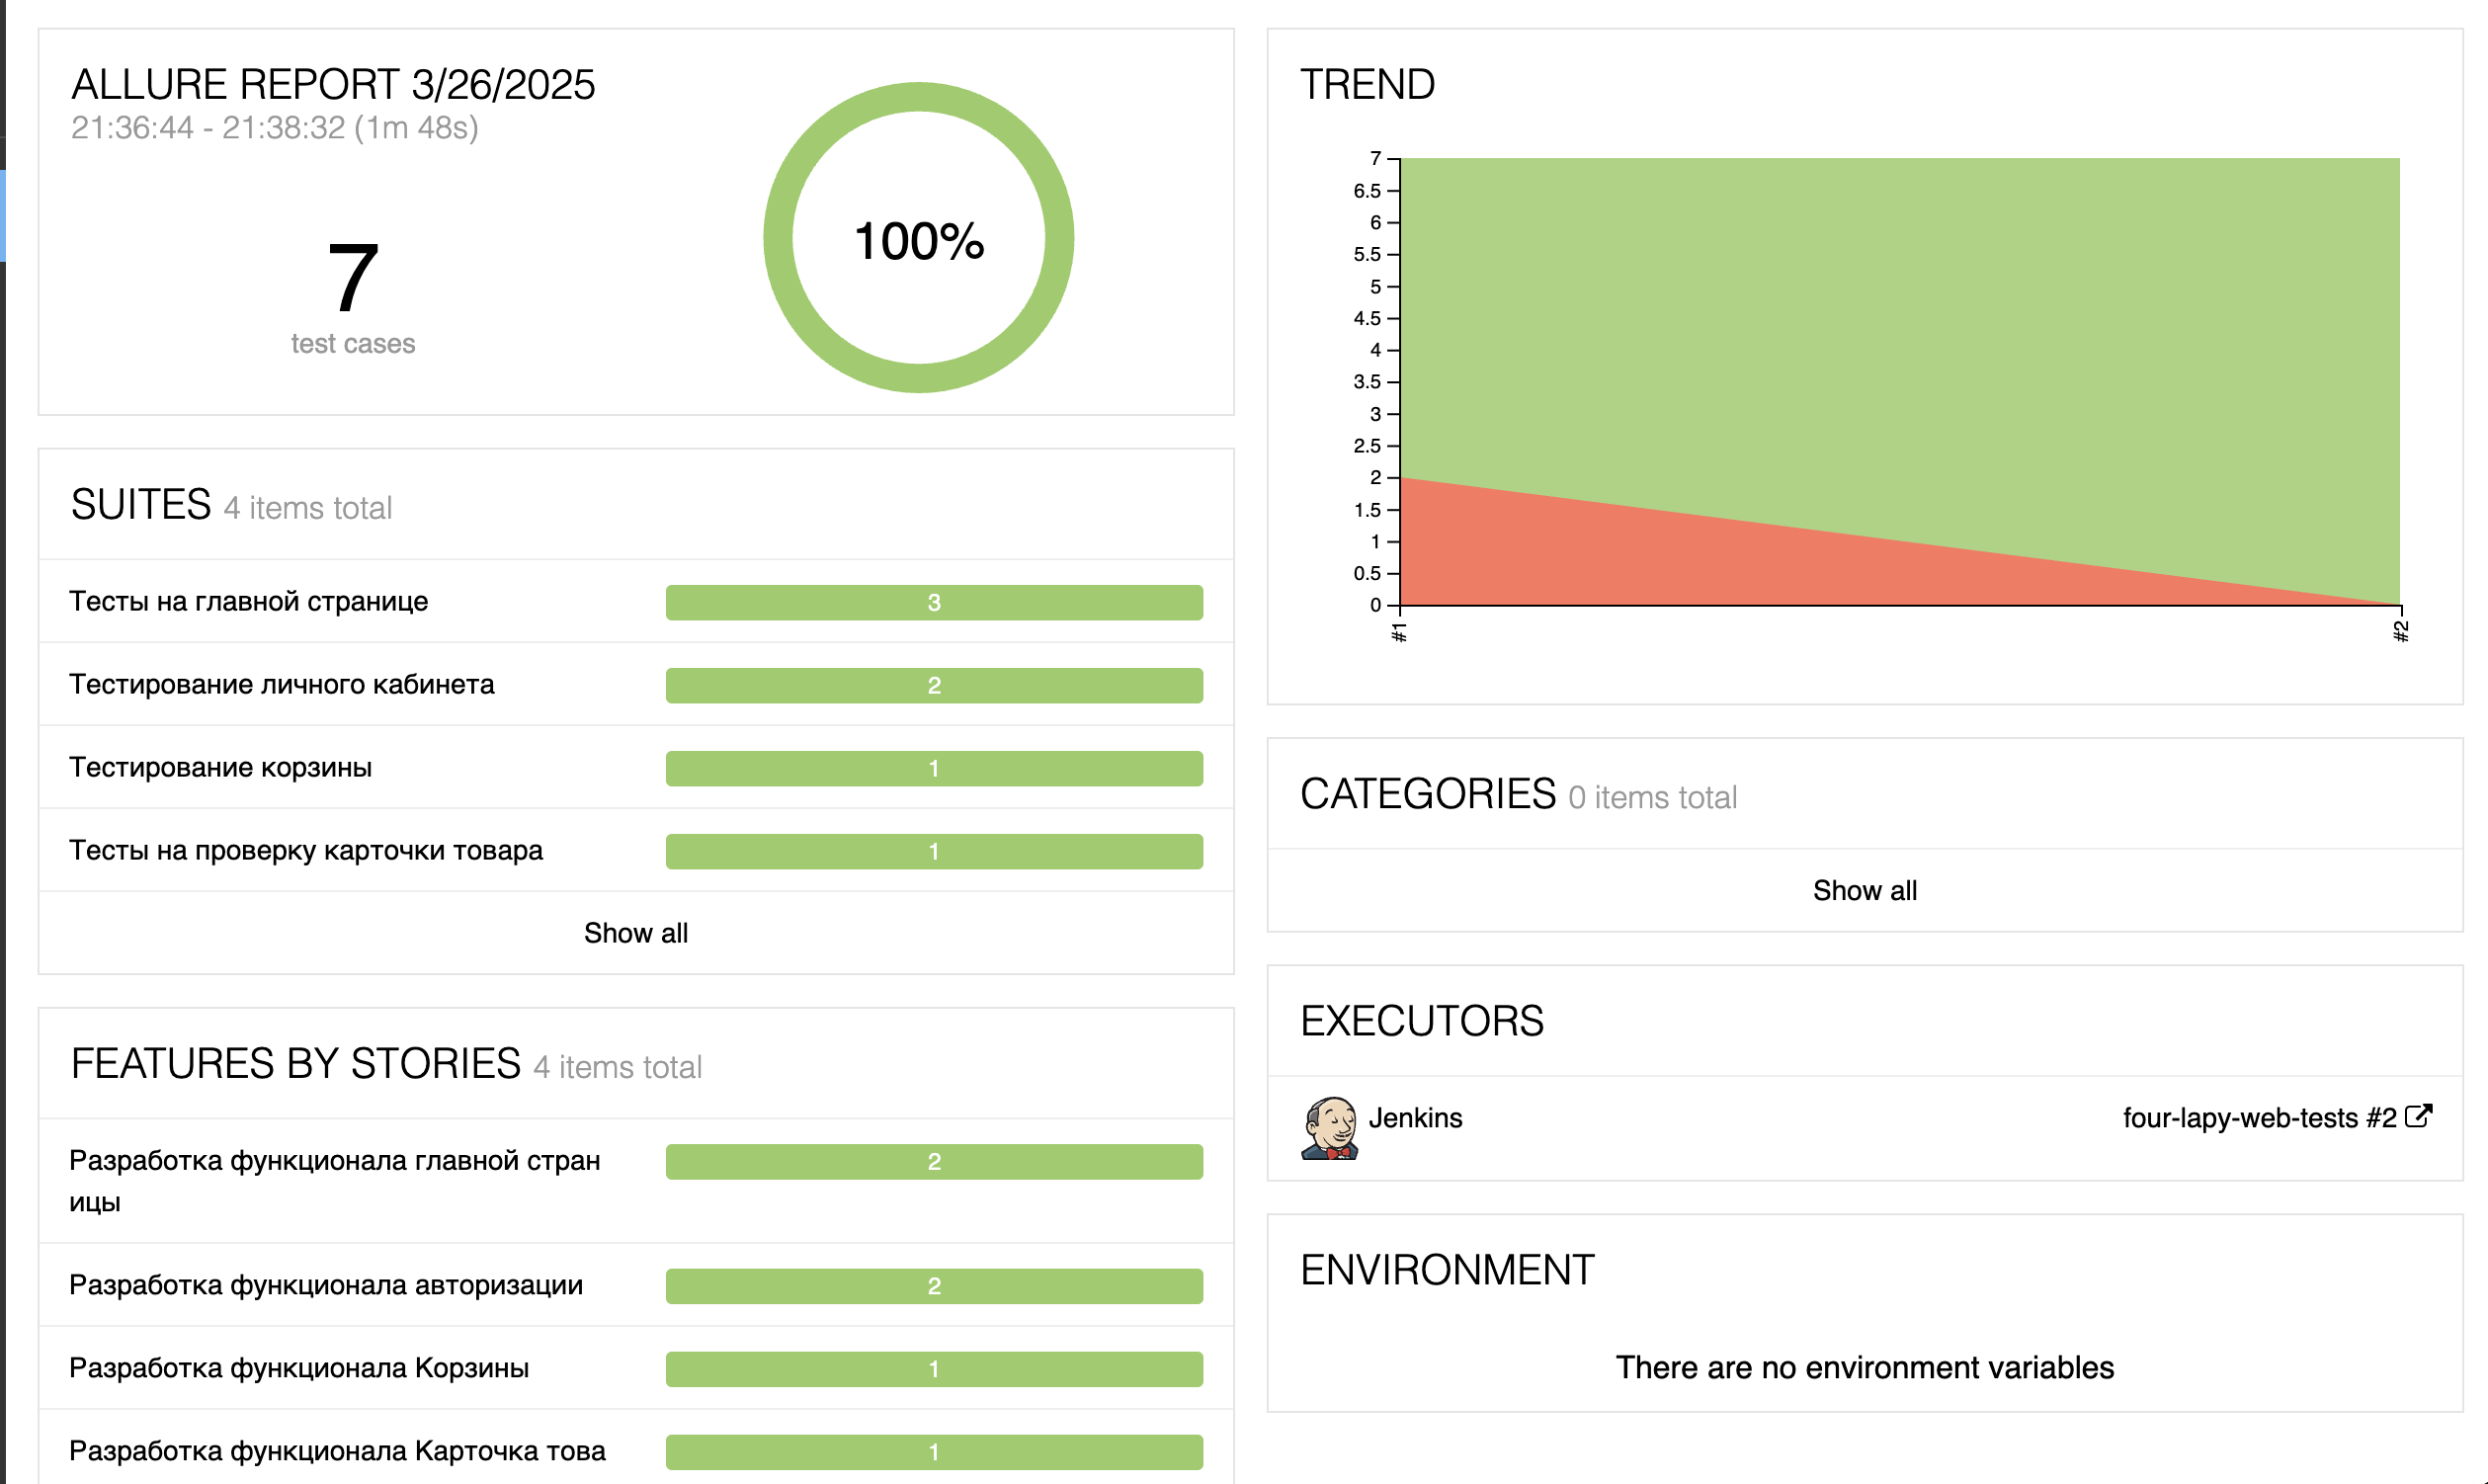 ALLURE REPORT 3/26/2025
21:36:44 - 21:38:32 (1m 48s)
7
test cases
100%
SUITES 4 items total
Тесты на главной странице 3
Тестирование личного кабинета 2
Тестирование корзины 1
Тесты на проверку карточки товара 1
Show all
FEATURES BY STORIES 4 items total
Разработка функционала главной стран
ицы
2
Разработка функционала авторизации 2
Разработка функционала Корзины 1
Разработка функционала Карточка това 1
TREND
7
6.5
6
5.5
5
4.5
4
3.5
3
2.5
2
1.5
1
0.5
0
#1
#2
CATEGORIES 0 items total
Show all
EXECUTORS
Jenkins four-lapy-web-tests #2
ENVIRONMENT
There are no environment variables